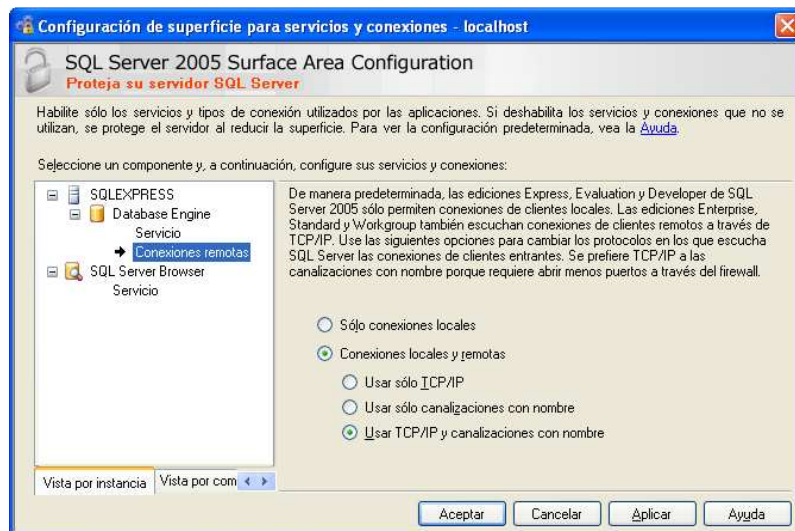 Configuración de superficie para servicios y conexiones - localhost
SQL Server 2005 Surface Area Configuration
Proteja su servidor SQL Server
Habilite sólo los servicios y tipos de conexión utilizados por las aplicaciones. Si deshabilita los servicios y conexiones que no se
utilizan, se protege el servidor al reducir la superficie. Para ver la configuración predeterminada, vea la Ayuda.
Seleccione un componente y, a continuación, configure sus servicios y conexiones:
SQLEXPRESS
Database Engine
Servicio
Conexiones remotas
SQL Server Browser
Servicio
De manera predeterminada, las ediciones Express, Evaluation y Developer de SQL
Server 2005 sólo permiten conexiones de clientes locales. Las ediciones Enterprise,
Standard y Workgroup también escuchan conexiones de clientes remotos a través de
TCP/IP. Use las siguientes opciones para cambiar los protocolos en los que escucha
SQL Server las conexiones de clientes entrantes. Se prefiere TCP/IP a las
canalizaciones con nombre porque requiere abrir menos puertos a través del firewall.
Sólo conexiones locales
Conexiones locales y remotas
Usar sólo TCP/IP
Usar sólo canalizaciones con nombre
Usar TCP/IP y canalizaciones con nombre
Vista por instancia
Vista por com
Aceptar
Cancelar
Aplicar
Ayuda